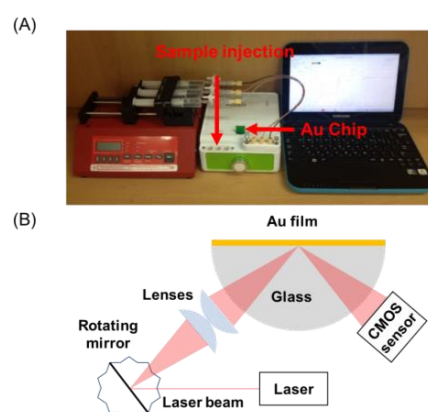 (A)
Sample injection
Au Chip
(B)
Au film
Glass
Lenses
CMOS
sensor
Rotating
mirror
Laser beam
Laser